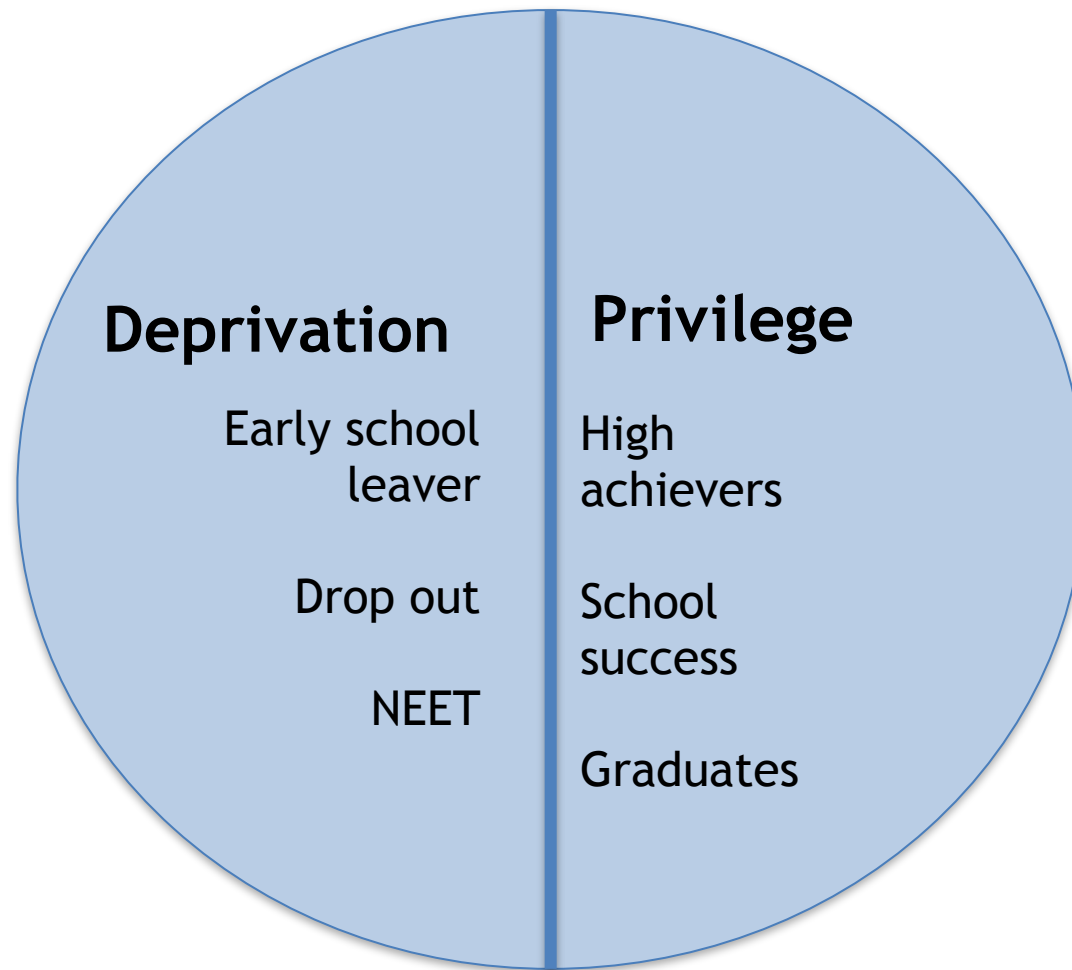 Deprivation
Early school
leaver
Drop out
NEET
Privilege
High
achievers
School
success
Graduates